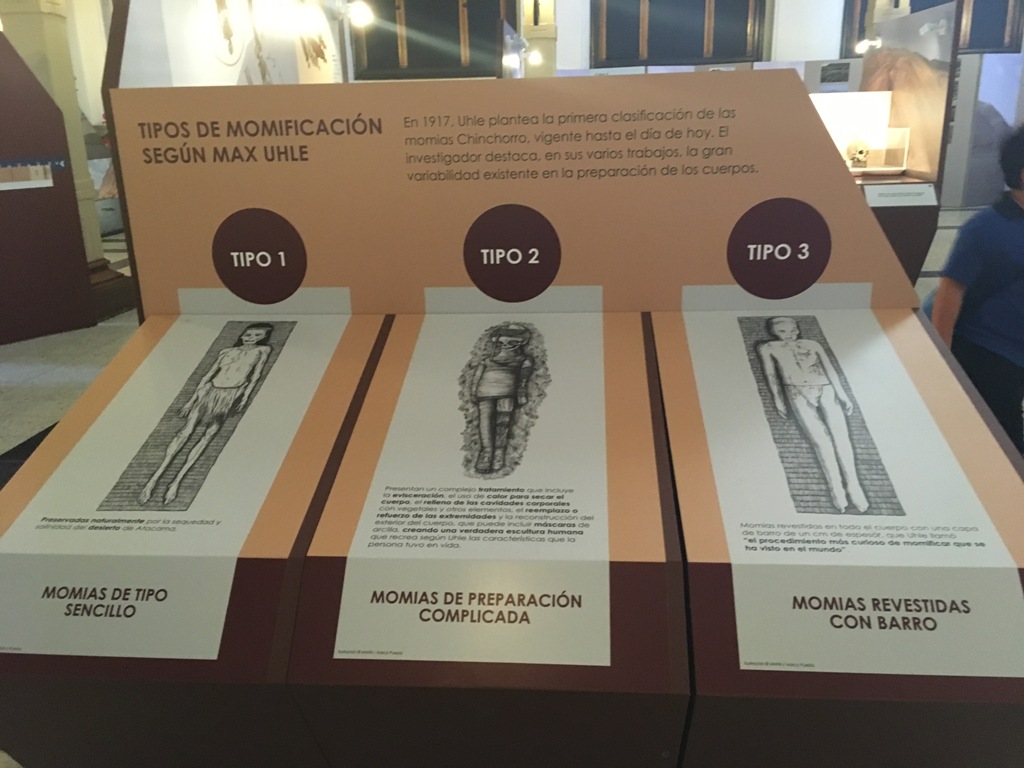 TIPOS DE MOMIFICACIÓN
SEGÚN MAX UHLE
En 1917, Uhle plantea la primera clasificación de las
momias Chinchorro, vigente hasta el día de hoy. El
investigador destaca, en sus varios trabajos, la gran
variabilidad existente en la preparación de los cuerpos.
TIPO 1
Preservadas naturalmente por la sequedad y
salinidad del desierto de Atacama.
MOMIAS DE TIPO
SENCILLO
TIPO 2
Presentan un complejo tratamiento que incluye
la evisceración, el uso de calor para secar el
cuerpo, el relleno de las cavidades corporales
con vegetales y otros elementos, el reemplazo o
refuerzo de las extremidades y la reconstrucción del
exterior del cuerpo, que puede incluir máscaras de
arcilla, creando una verdadera escultura humana
que recrea según Uhle las características que la
persona tuvo en vida.
MOMIAS DE PREPARACIÓN
COMPLICADA
TIPO 3
Momias revestidas en todo el cuerpo con una capa
de barro de un cm de espesor, que Uhle llamó
"el procedimiento más curioso de momificar que se
ha visto en el mundo"
MOMIAS REVESTIDAS
CON BARRO